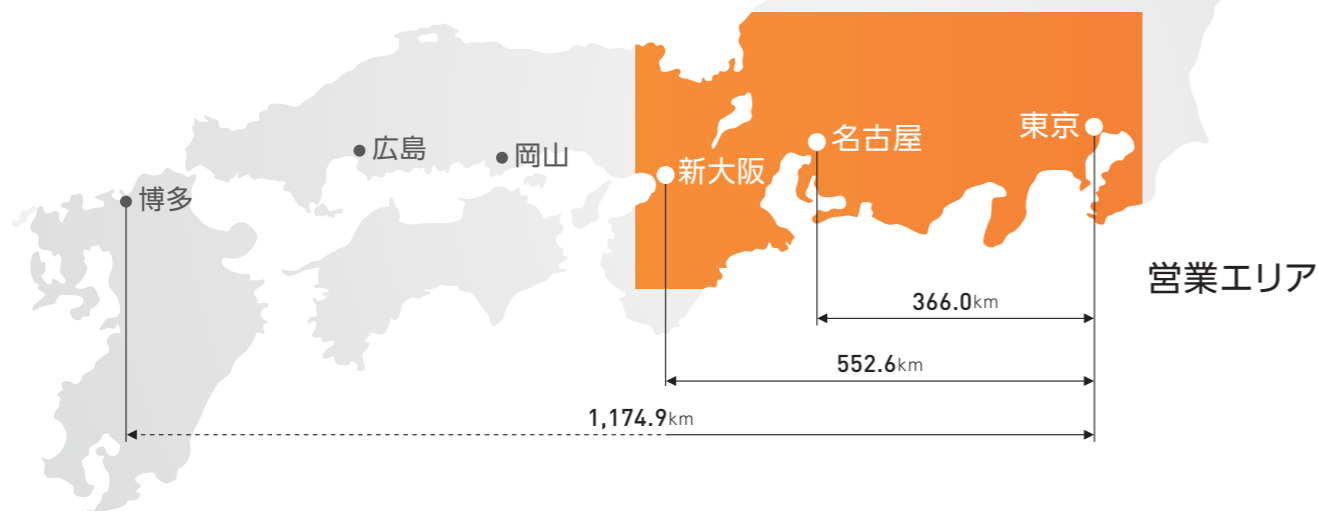 東京
名古屋
広島
岡山
新大阪
博多
営業エリア
366.0km
552.6km
1,174.9km